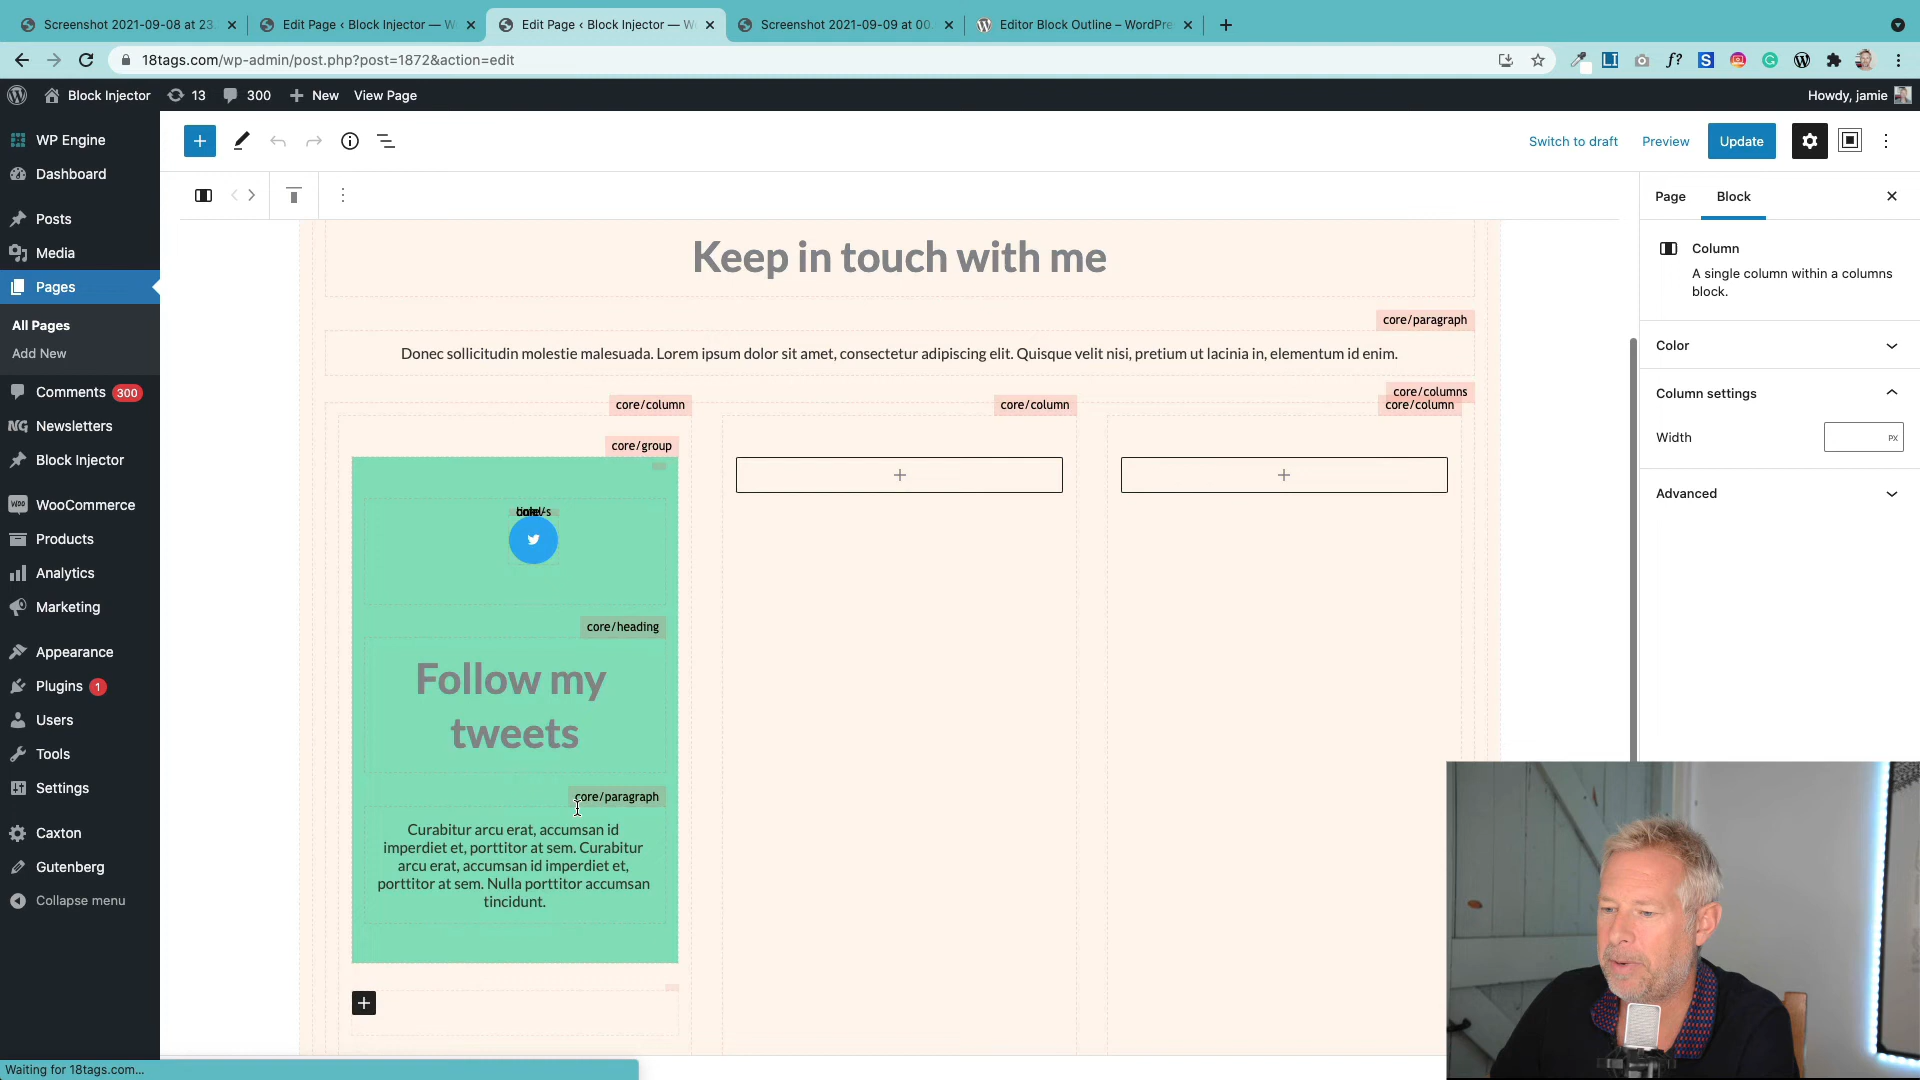 Screenshot 2021-09-08 at 23
Edit Page ‹ Block Injector — W
Edit Page ‹ Block Injector — W
Screenshot 2021-09-09 at 00
Editor Block Outline – WordPre
18tags.com/wp-admin/post.php?post=1872&action=edit
Block Injector
13
300
New
View Page
Howdy, jamie
WP Engine
Dashboard
Posts
Media
Pages
All Pages
Add New
Comments 300
Newsletters
Block Injector
WooCommerce
Products
Analytics
Marketing
Appearance
Plugins 1
Users
Tools
Settings
Caxton
Gutenberg
Collapse menu
Switch to draft
Preview
Update
Keep in touch with me
core/paragraph
Donec sollicitudin molestie malesuada. Lorem ipsum dolor sit amet, consectetur adipiscing elit. Quisque velit nisi, pretium ut lacinia in, elementum id enim.
core/columns
core/column
core/column
core/column
core/group
core/heading
Follow my
tweets
core/paragraph
Curabitur arcu erat, accumsan id
imperdiet et, porttitor at sem. Curabitur
arcu erat, accumsan id imperdiet et,
porttitor at sem. Nulla porttitor accumsan
tincidunt.
Page
Block
Column
A single column within a columns
block.
Color
Column settings
Width
PX
Advanced
Waiting for 18tags.com...